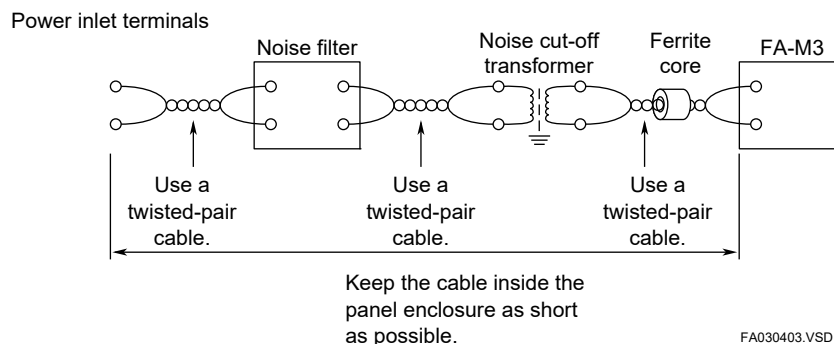 Power inlet terminals
Noise filter
Noise cut-off
transformer
Ferrite
core
FA-M3
Use a
twisted-pair
cable.
Use a
twisted-pair
cable.
Use a
twisted-pair
cable.
Keep the cable inside the
panel enclosure as short
as possible.
FA030403.VSD